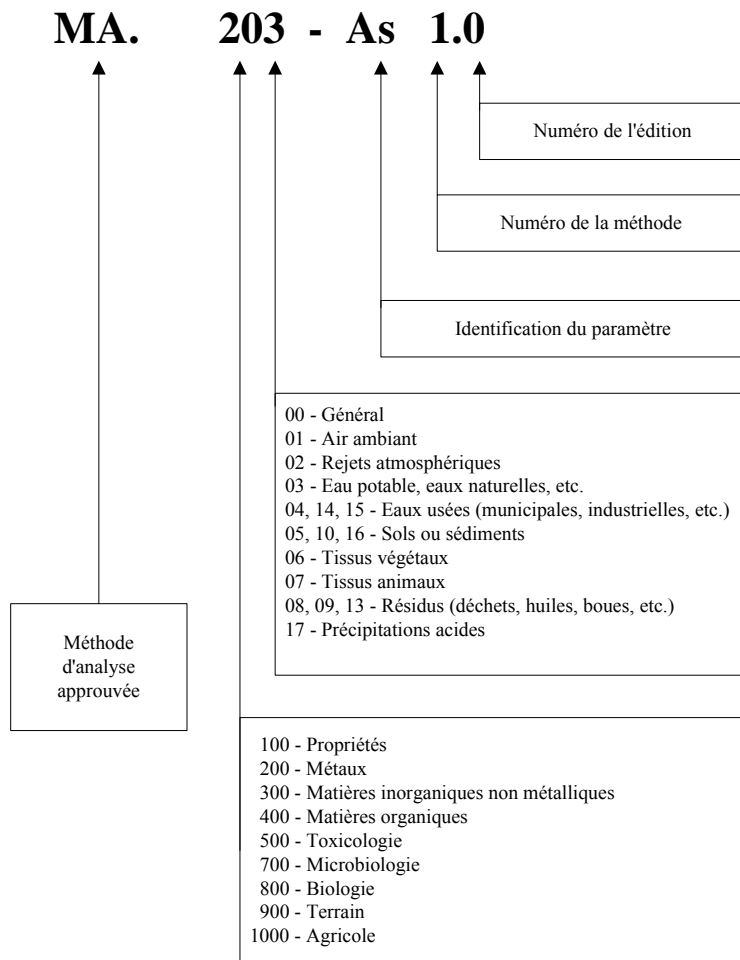 MA. 203 - As 1.0
Numéro de l'édition
Numéro de la méthode
Identification du paramètre
00 - Général
01 - Air ambiant
02 - Rejets atmosphériques
03 - Eau potable, eaux naturelles, etc.
04, 14, 15 - Eaux usées (municipales, industrielles, etc.)
05, 10, 16 - Sols ou sédiments
06 - Tissus végétaux
07 - Tissus animaux
08, 09, 13 - Résidus (déchets, huiles, boues, etc.)
17 - Précipitations acides
Méthode
d'analyse
approuvée
100 - Propriétés
200 - Métaux
300 - Matières inorganiques non métalliques
400 - Matières organiques
500 - Toxicologie
700 - Microbiologie
800 - Biologie
900 - Terrain
1000 - Agricole